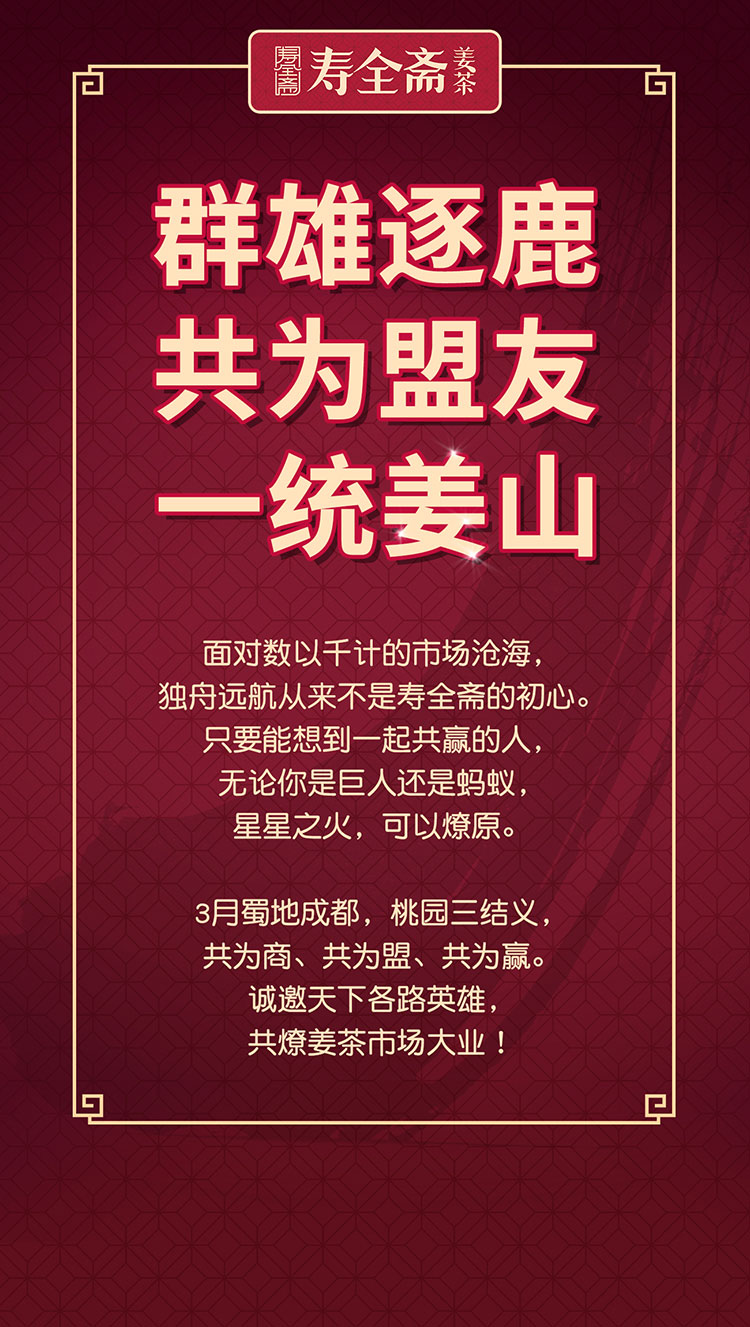 寿全斋 寿全斋 姜茶
群雄逐鹿
共为盟友
一统姜山
面对数以千计的市场沧海，
独舟远航从来不是寿全斋的初心。
只要能想到一起共赢的人，
无论你是巨人还是蚂蚁，
星星之火，可以燎原。
3月蜀地成都，桃园三结义，
共为商、共为盟、共为赢。
诚邀天下各路英雄，
共燎姜茶市场大业！